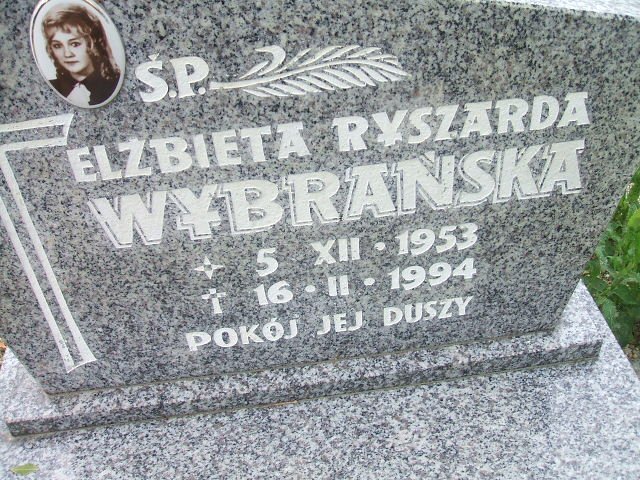 Ś.P.
ELŻBIETA RYSZARDA
WYBRAŃSKA
5 XII · 1953
† 16 · II · 1994
POKÓJ JEJ DUSZY